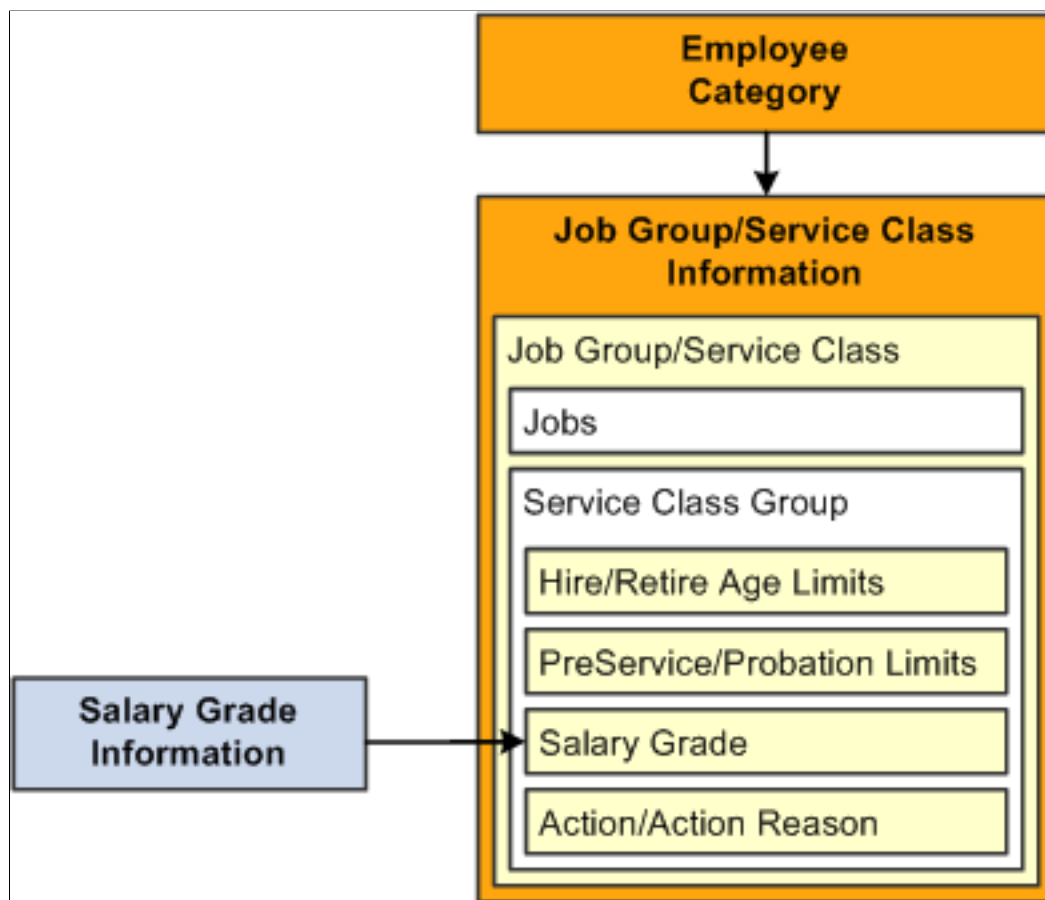 Employee
Category
Job Group/Service Class
Information
Job Group/Service Class
Jobs
Service Class Group
Hire/Retire Age Limits
PreService/Probation Limits
Salary Grade
Information
Salary Grade
Action/Action Reason